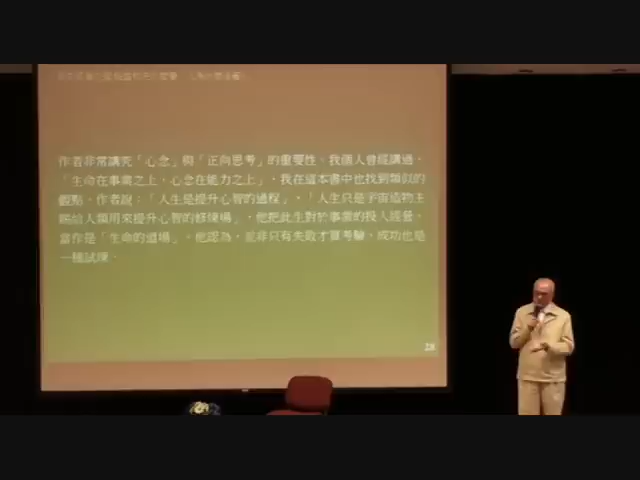 作者非常講究「心念」與「正向思考」的重要性。我個人曾經講過，
「生命在事業之上，心念在能力之上」，我在這本書中也找到類似的
觀點。作者說：「人生是提升心智的過程」、「人生只是宇宙造物主
賜給人類用來提升心智的修煉場」，他把此生對於事業的投入經營，
當作是「生命的道場」。他認為，並非只有失敗才算考驗，成功也是
一種試煉。
28